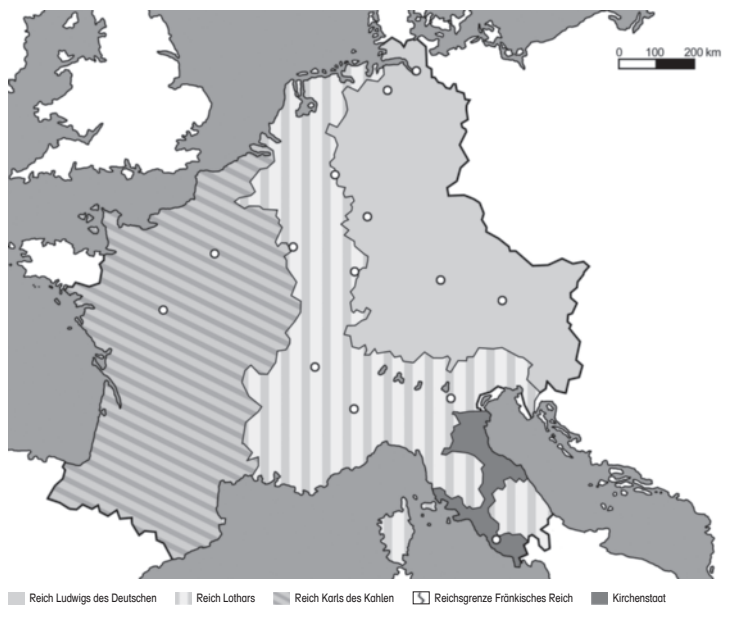 0 100 200 km
Reich Ludwigs des Deutschen Reich Lothars Reich Karls des Kahlen Reichsgrenze Fränkisches Reich Kirchenstaat